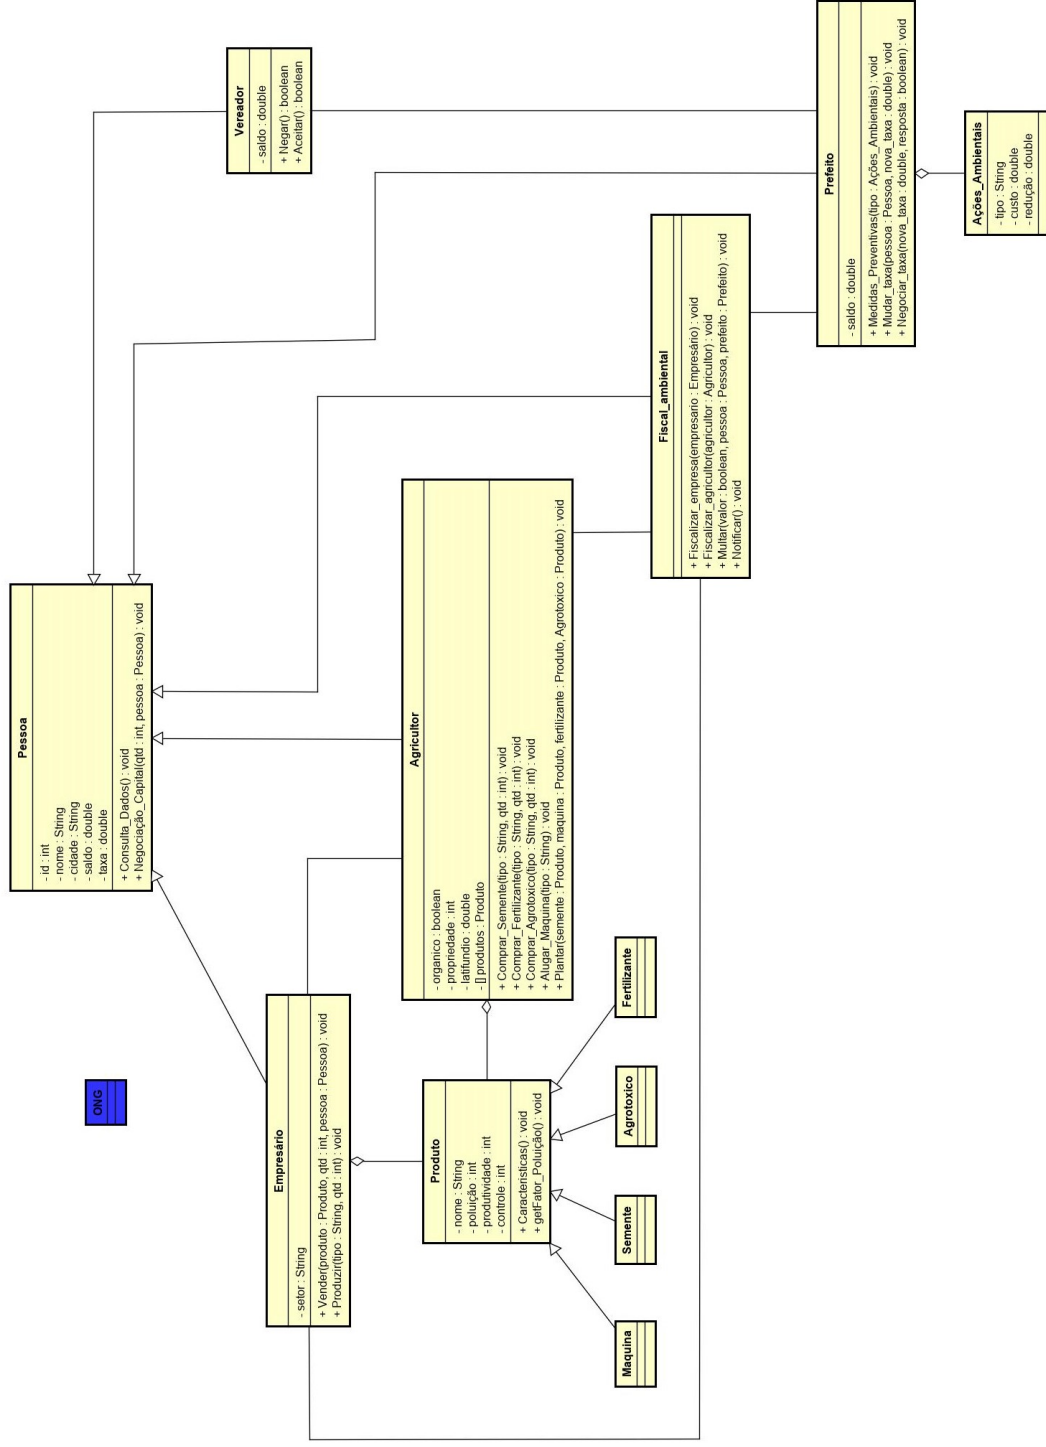 Pessoa
- id : int
- nome : String
- cidade : String
- saldo : double
- taxa : double
+ Consulta_Dados() : void
+ Negociação_Capital(qtd : int, pessoa : Pessoa) : void
ONG
Vereador
- saldo : double
+ Negar() : boolean
+ Aceitar() : boolean
Empresário
- setor : String
+ Vender(produto : Produto, qtd : int, pessoa : Pessoa) : void
+ Produzir(tipo : String, qtd : int) : void
Agricultor
- organico : boolean
- propriedade : int
- latifundio : double
- [] produtos : Produto
+ Comprar_Semente(tipo : String, qtd : int) : void
+ Comprar_Fertilizante(tipo : String, qtd : int) : void
+ Comprar_Agrotoxico(tipo : String, qtd : int) : void
+ Alugar_Maquina(tipo : String) : void
+ Plantar(semente : Produto, maquina : Produto, fertilizante : Produto, Agrotoxico : Produto) : void
Produto
- nome : String
- poluição : int
- produtividade : int
- controle : int
+ Caracteristicas() : void
+ getFator_Poluição() : void
Maquina
Semente
Agrotoxico
Fertilizante
Fiscal_ambiental
+ Fiscalizar_empresa(empresario : Empresário) : void
+ Fiscalizar_agricultor(agricultor : Agricultor) : void
+ Multar(valor : boolean, pessoa : Pessoa, prefeito : Prefeito) : void
+ Notificar() : void
Prefeito
- saldo : double
+ Medidas_Preventivas(tipo : Ações_Ambientais) : void
+ Mudar_taxa(pessoa : Pessoa, nova_taxa : double) : void
+ Negociar_taxa(nova_taxa : double, resposta : boolean) : void
Ações_Ambientais
- tipo : String
- custo : double
- redução : double